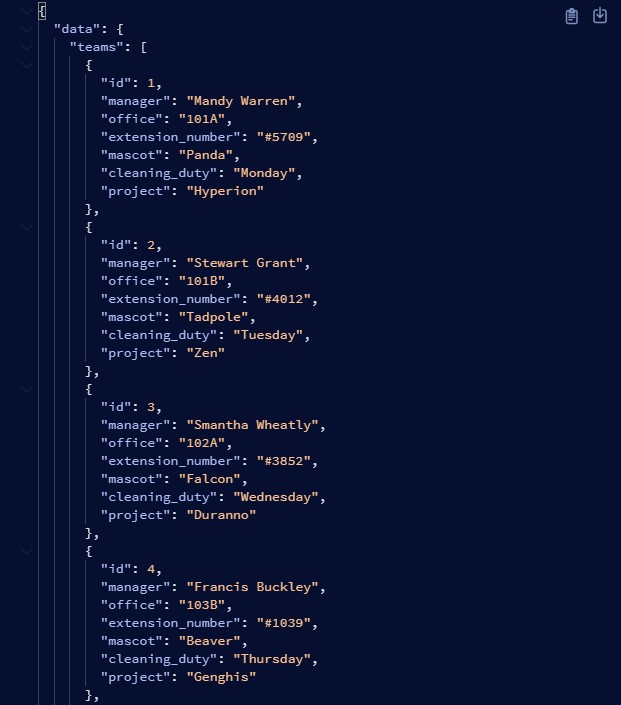 {
"data": {
"teams": [
{
"id": 1,
"manager": "Mandy Warren",
"office": "101A",
"extension_number": "#5709",
"mascot": "Panda",
"cleaning_duty": "Monday",
"project": "Hyperion"
},
{
"id": 2,
"manager": "Stewart Grant",
"office": "101B",
"extension_number": "#4012",
"mascot": "Tadpole",
"cleaning_duty": "Tuesday",
"project": "Zen"
},
{
"id": 3,
"manager": "Smantha Wheatly",
"office": "102A",
"extension_number": "#3852",
"mascot": "Falcon",
"cleaning_duty": "Wednesday",
"project": "Duranno"
},
{
"id": 4,
"manager": "Francis Buckley",
"office": "103B",
"extension_number": "#1039",
"mascot": "Beaver",
"cleaning_duty": "Thursday",
"project": "Genghis"
},